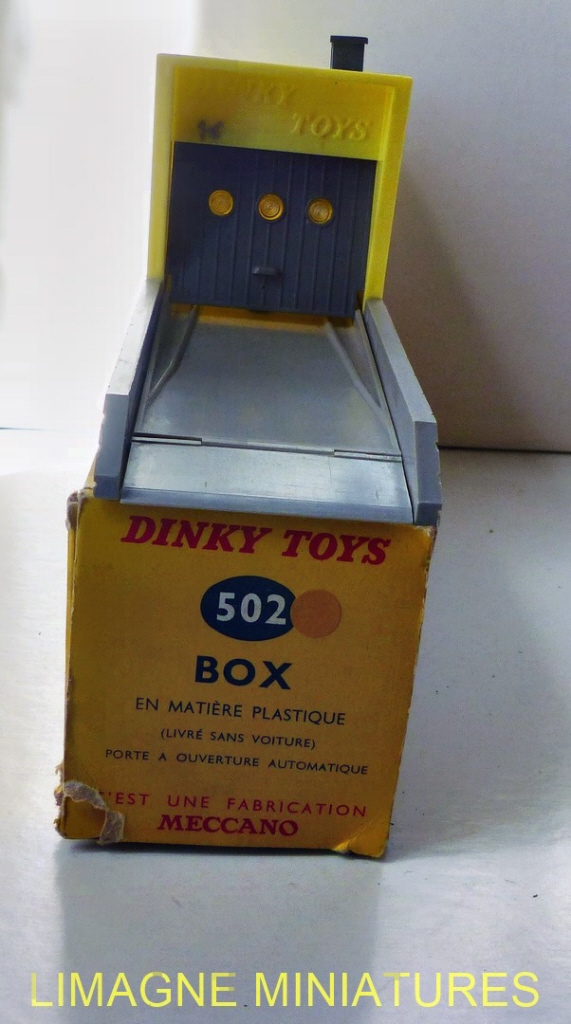 DINKY
TOYS
DINKY TOYS
502
BOX
EN MATIÈRE PLASTIQUE
(LIVRÉ SANS VOITURE)
PORTE A OUVERTURE AUTOMATIQUE
C'EST UNE FABRICATION
MECCANO
LIMAGNE MINIATURES